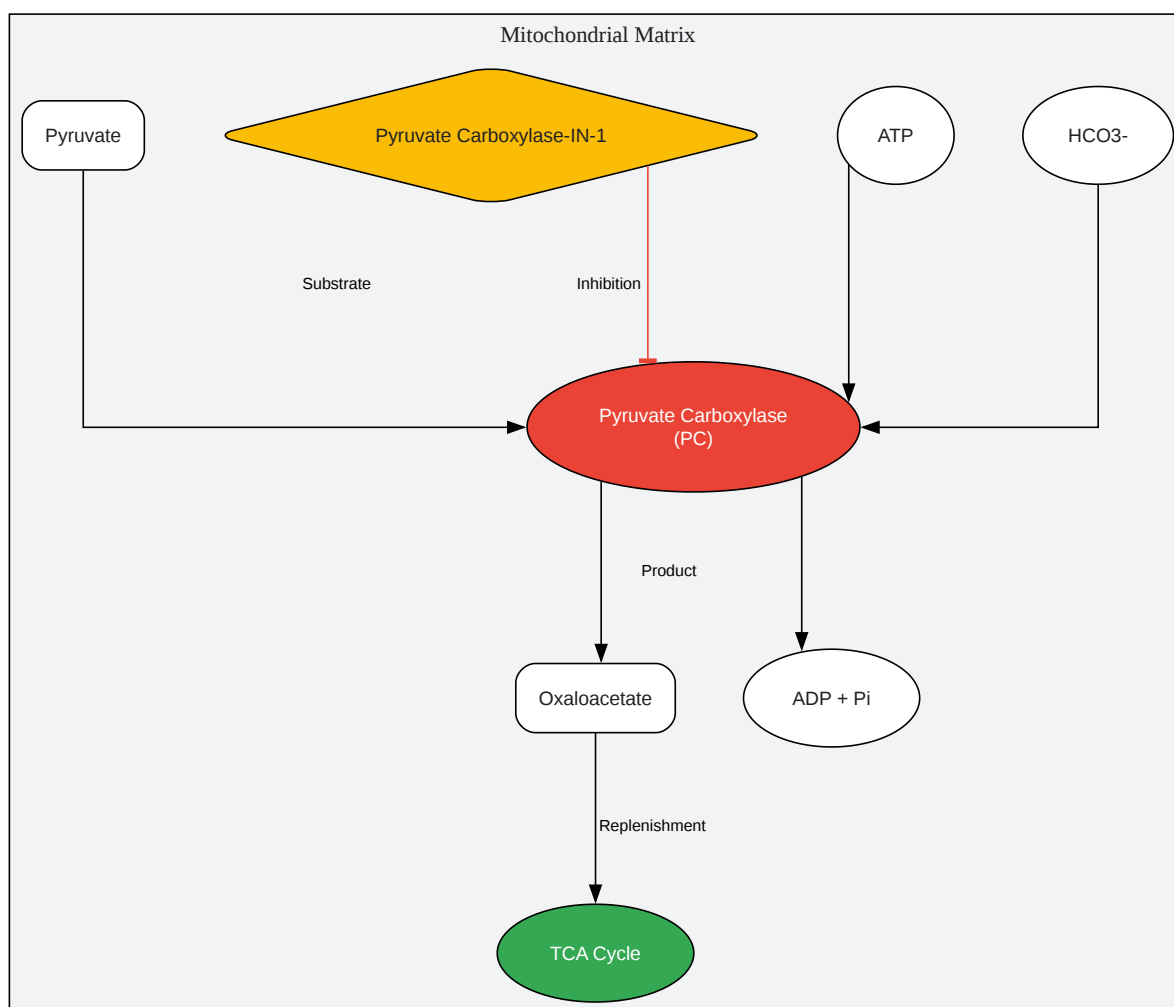 Mitochondrial Matrix
Pyruvate
Pyruvate Carboxylase-IN-1
ATP
HCO3-
Substrate
Inhibition
Pyruvate Carboxylase
(PC)
Product
Oxaloacetate
ADP + Pi
Replenishment
TCA Cycle